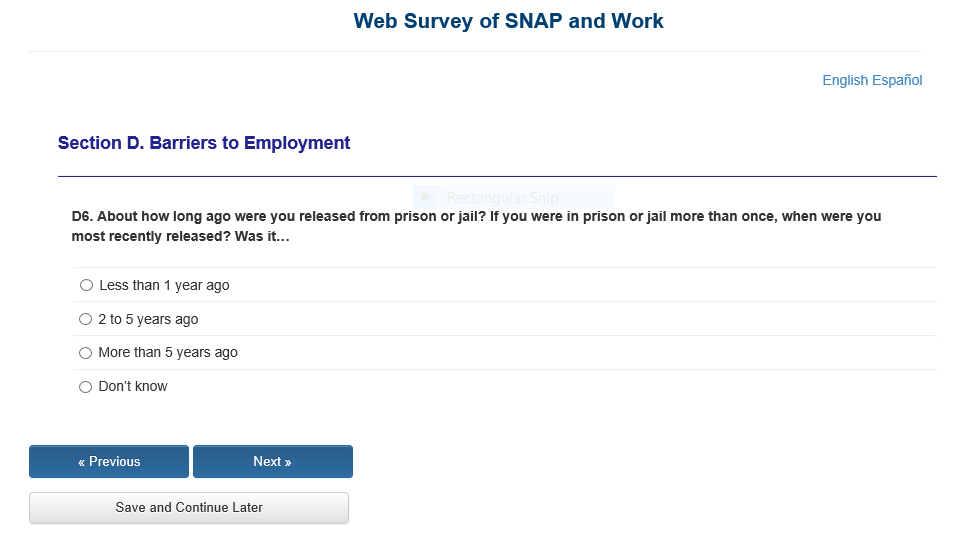 Web Survey of SNAP and Work
English Español
Section D. Barriers to Employment
Rectangular Snip
D6. About how long ago were you released from prison or jail? If you were in prison or jail more than once, when were you
most recently released? Was it…
Less than 1 year ago
2 to 5 years ago
More than 5 years ago
Don’t know
« Previous
Next »
Save and Continue Later